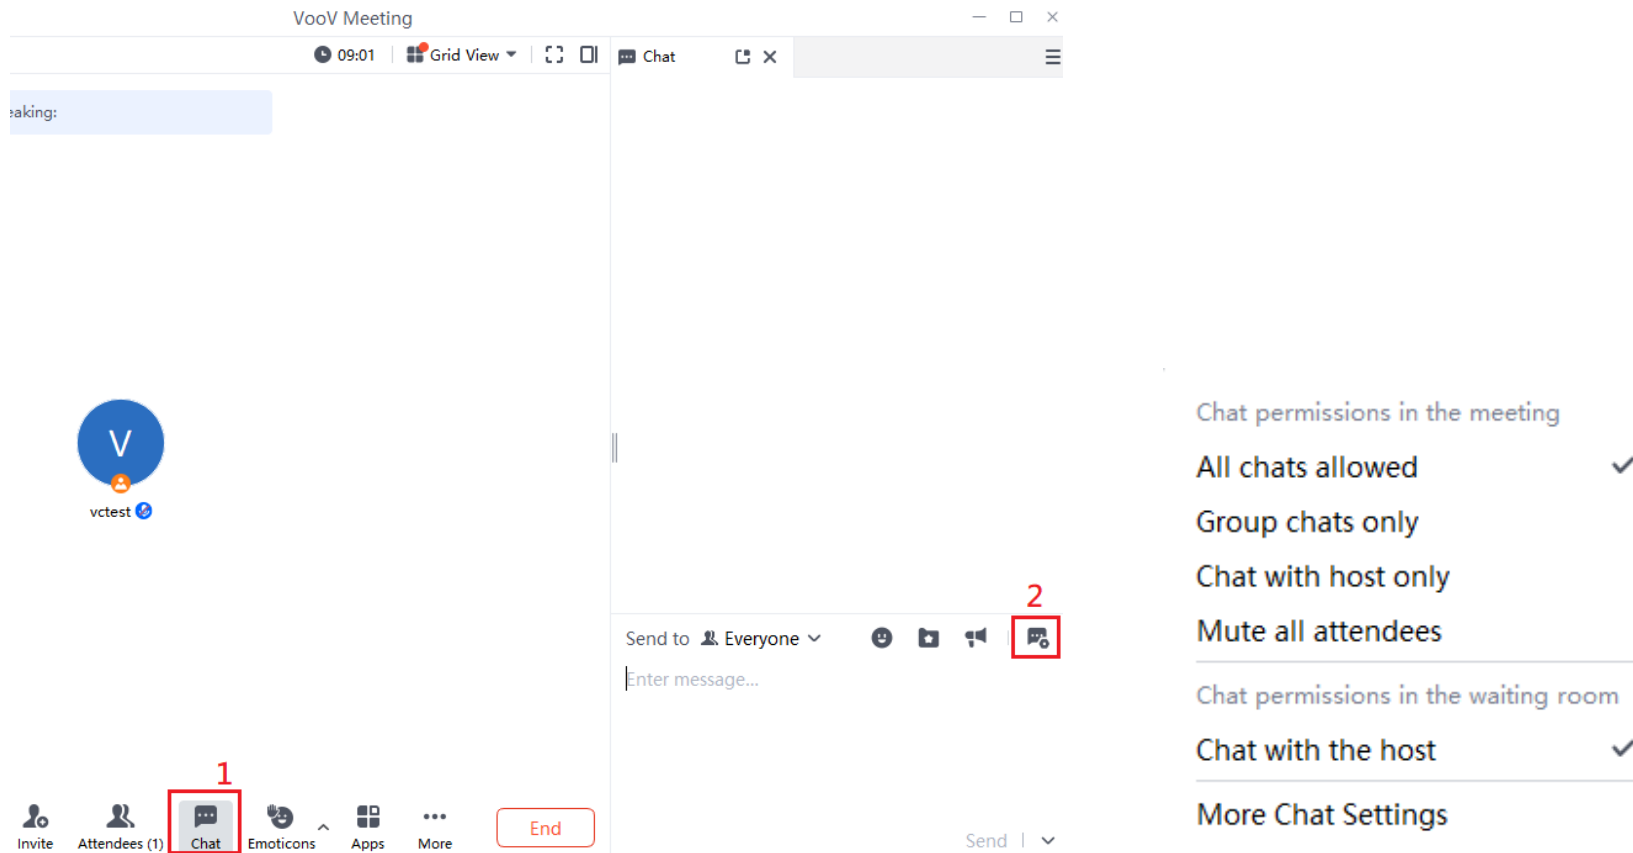 VooV Meeting
09:01
Grid View
Chat
eaking:
V
vctest
2
Send to
Everyone
Enter message...
1
Invite
Attendees (1)
Chat
Emoticons
Apps
More
End
Send
Chat permissions in the meeting
All chats allowed
Group chats only
Chat with host only
Mute all attendees
Chat permissions in the waiting room
Chat with the host
More Chat Settings